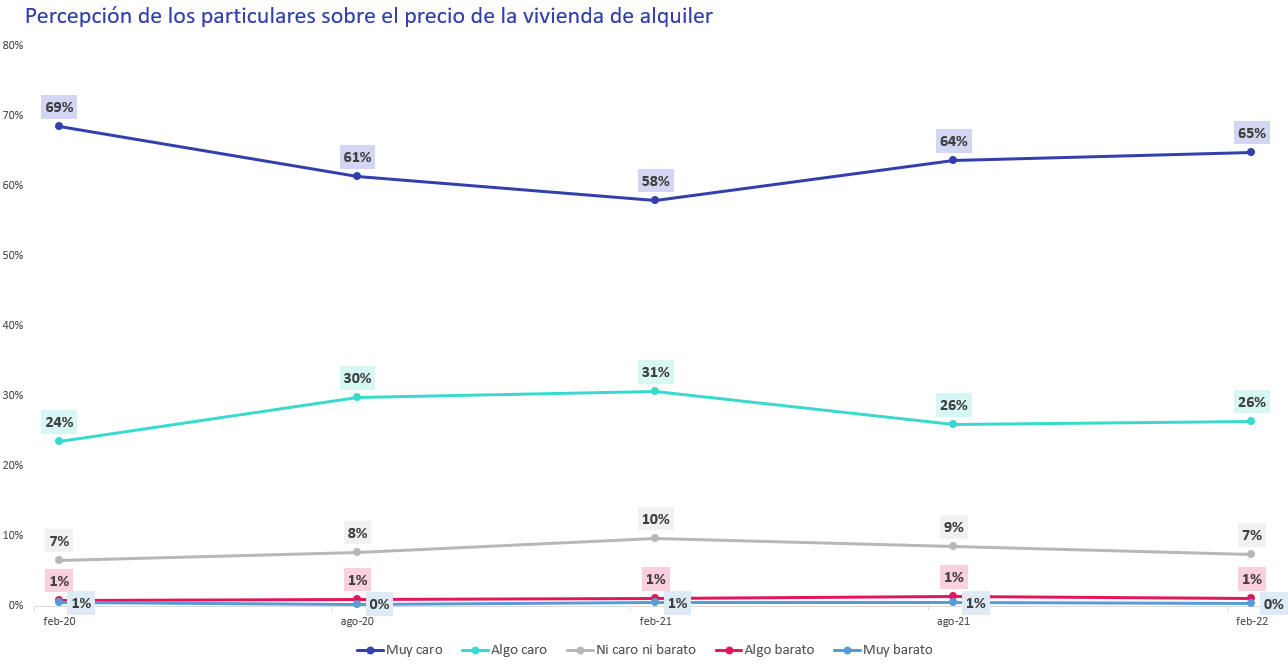 Percepción de los particulares sobre el precio de la vivienda de alquiler
80%
70%
60%
50%
40%
30%
20%
10%
0%
69% 61% 58% 64% 65%
24% 30% 31% 26% 26%
7% 8% 10% 9% 7%
1% 1% 1% 1% 1%
1% 0% 1% 1% 0%
feb-20 ago-20 feb-21 ago-21 feb-22
Muy caro Algo caro Ni caro ni barato Algo barato Muy barato